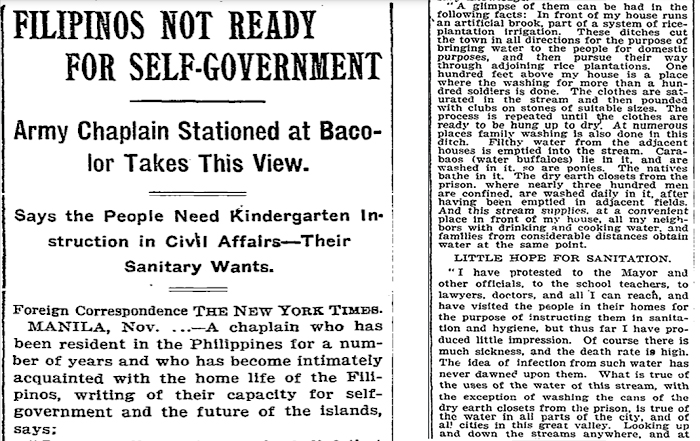 FILIPINOS NOT READY
FOR SELF-GOVERNMENT
Army Chaplain Stationed at Baco-
lor Takes This View.
Says the People Need Kindergarten In-
struction in Civil Affairs—Their
Sanitary Wants.
Foreign Correspondence THE NEW YORK TIMES.
MANILA, Nov. ...—A chaplain who has
been resident in the Philippines for a num-
ber of years and who has become intimately
acquainted with the home life of the Fili-
pinos, writing of their capacity for self-
government and the future of the islands,
says:
"A glimpse of them can be had in the
following facts: In front of my house runs
an artificial brook, part of a system of rice-
plantation irrigation. These ditches cut
the town in all directions for the purpose of
bringing water to the people for domestic
purposes, and then pursue their way
through adjoining rice plantations. One
hundred feet above my house is a place
where the washing for more than a hun-
dred soldiers is done. The clothes are sat-
urated in the stream and then pounded
with clubs on stones of suitable sizes. The
process is repeated until the clothes are
ready to be hung up to dry. At numerous
places family washing is also done in this
ditch. Filthy water from the adjacent
houses is emptied into the stream. Cara-
baos (water buffaloes) lie in it, and are
washed in it, so are ponies. The natives
bathe in it. The dry earth closets from the
prison, where nearly three hundred men
are confined, are washed daily in it, after
having been emptied in adjacent fields.
And this stream supplies, at a convenient
place in front of my house, all my neigh-
bors with drinking and cooking water, and
families from considerable distances obtain
water at the same point.
LITTLE HOPE FOR SANITATION.
"I have protested to the Mayor and
other officials, to the school teachers, to
lawyers, doctors, and all I can reach, and
have visited the people in their homes for
the purpose of instructing them in sanita-
tion and hygiene, but thus far I have pro-
duced little impression. Of course there is
much sickness, and the death rate is high.
The idea of infection from such water has
never dawned upon them. What is true of
the uses of the water of this stream, with
the exception of washing the cans of the
dry earth closets from the prison, is true of
the water in all parts of the city, and of
all cities in this great valley. Looking up
and down the streams anywhere, and at